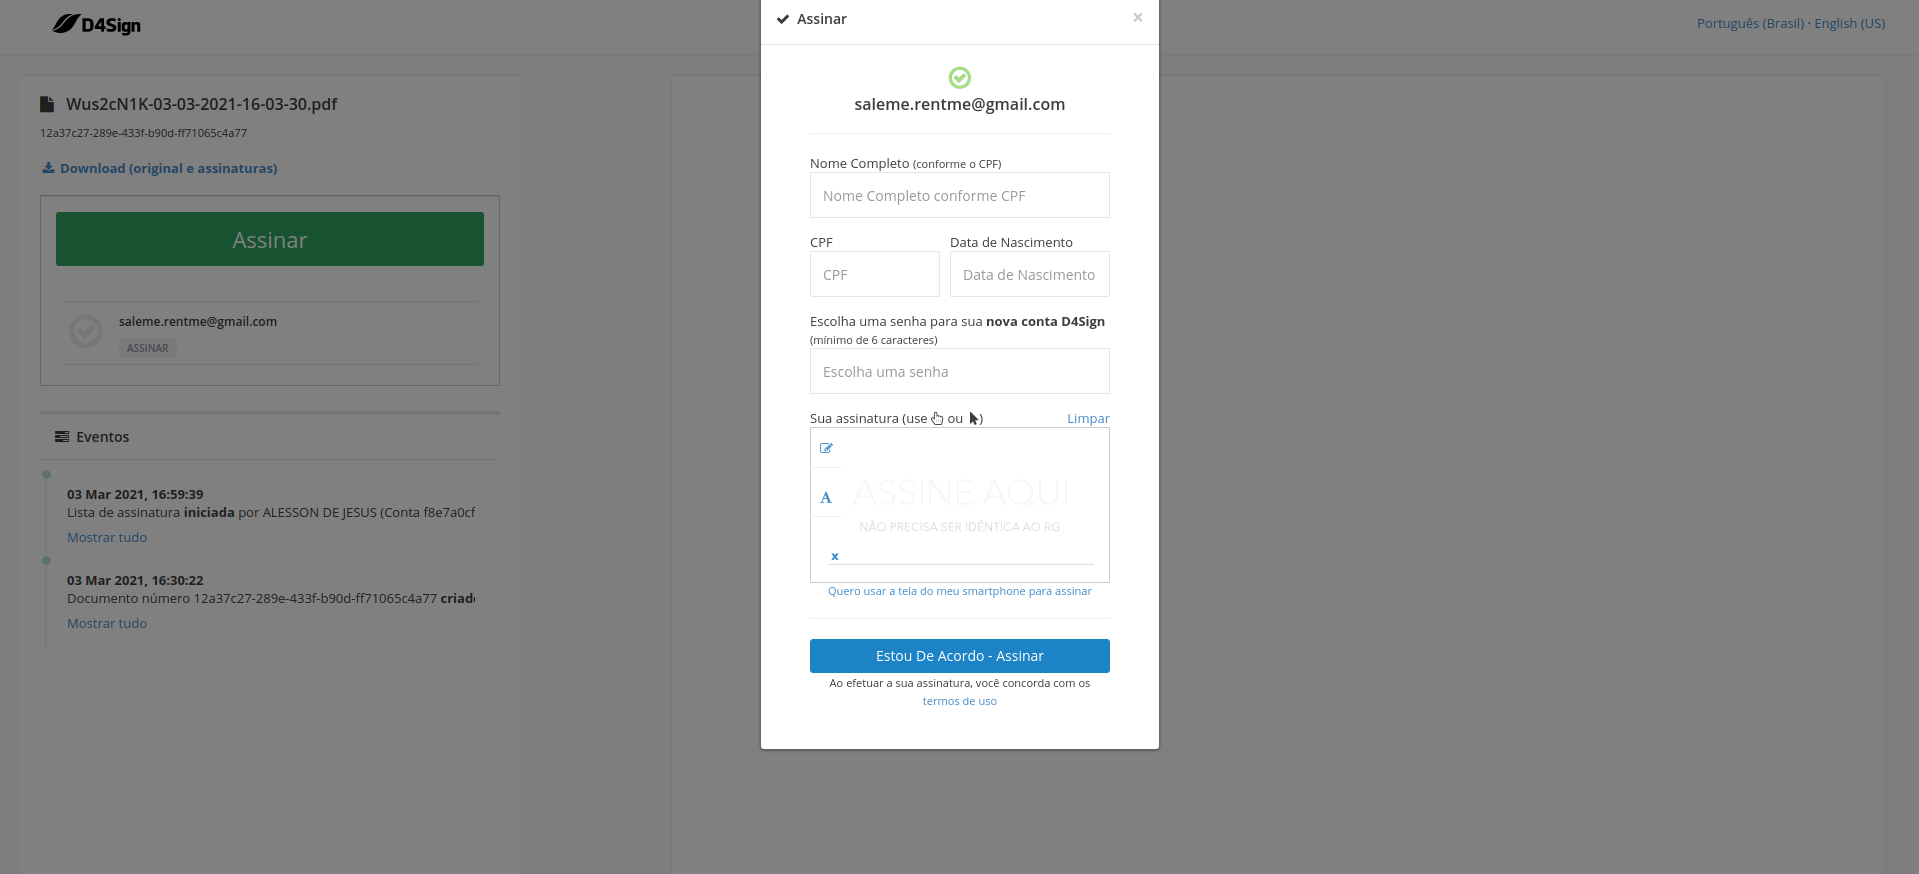 D4Sign
Português (Brasil) · English (US)
Wus2cN1K-03-03-2021-16-03-30.pdf
12a37c27-289e-433f-b90d-ff71065c4a77
Download (original e assinaturas)
Assinar
saleme.rentme@gmail.com
ASSINAR
Eventos
03 Mar 2021, 16:59:39
Lista de assinatura iniciada por ALESSON DE JESUS (Conta f8e7a0cf
Mostrar tudo
03 Mar 2021, 16:30:22
Documento número 12a37c27-289e-433f-b90d-ff71065c4a77 criad
Mostrar tudo
Assinar ×
saleme.rentme@gmail.com
Nome Completo (conforme o CPF)
Nome Completo conforme CPF
CPF Data de Nascimento
CPF Data de Nascimento
Escolha uma senha para sua nova conta D4Sign
(mínimo de 6 caracteres)
Escolha uma senha
Sua assinatura (use ou ) Limpar
A
ASSINE AQUI
NÃO PRECISA SER IDÊNTICA AO RG
x
Quero usar a tela do meu smartphone para assinar
Estou De Acordo - Assinar
Ao efetuar a sua assinatura, você concorda com os
termos de uso